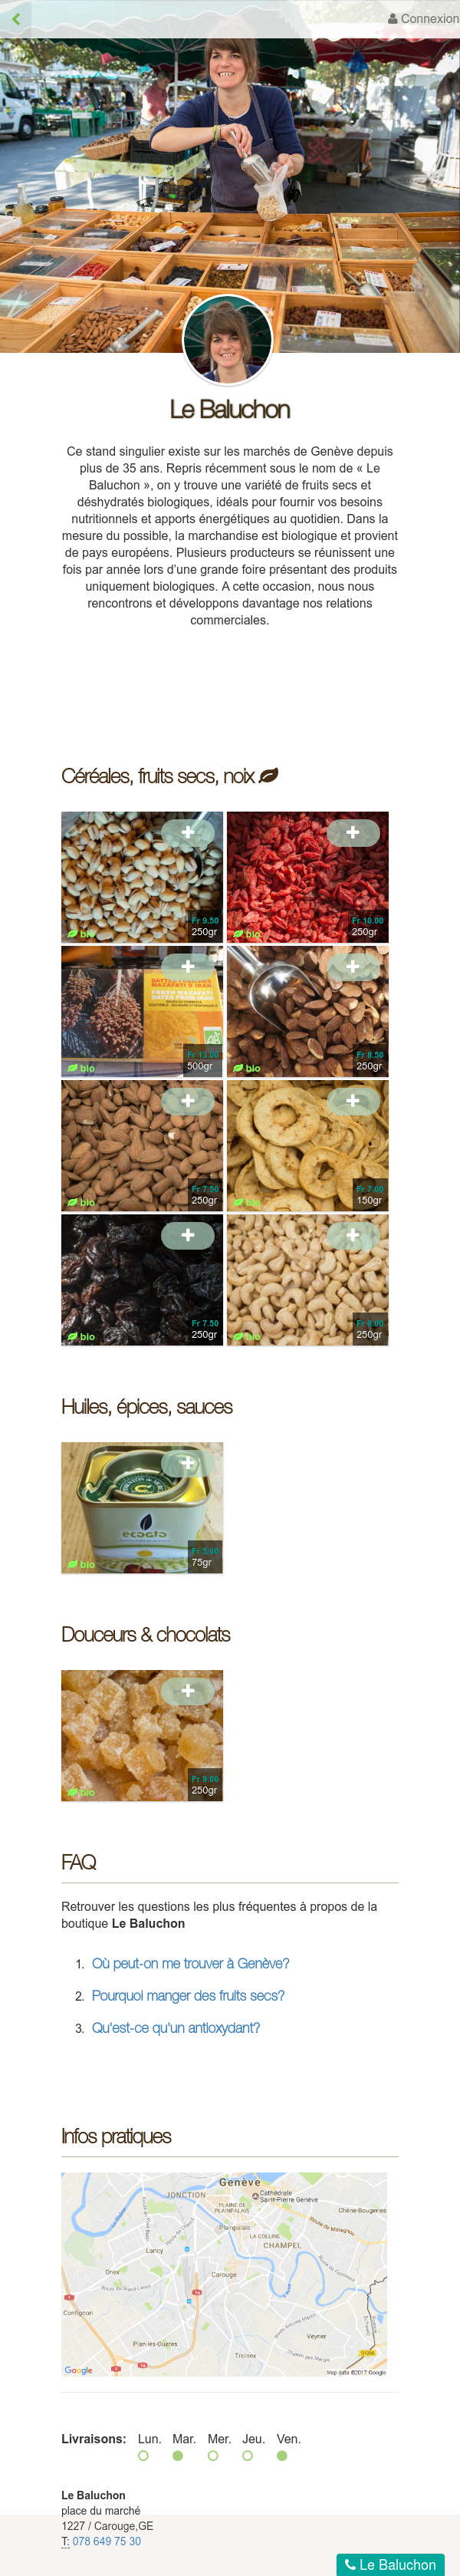 Connexion
Le Baluchon
Ce stand singulier existe sur les marchés de Genève depuis
plus de 35 ans. Repris récemment sous le nom de « Le
Baluchon », on y trouve une variété de fruits secs et
déshydratés biologiques, idéals pour fournir vos besoins
nutritionnels et apports énergétiques au quotidien. Dans la
mesure du possible, la marchandise est biologique et provient
de pays européens. Plusieurs producteurs se réunissent une
fois par année lors d’une grande foire présentant des produits
uniquement biologiques. A cette occasion, nous nous
rencontrons et développons davantage nos relations
commerciales.
Céréales, fruits secs, noix
Fr 9.50
bio 250gr
Fr 10.00
bio 250gr
Fr 13.00
bio 500gr
Fr 8.50
bio 250gr
Fr 7.50
bio 250gr
Fr 7.00
bio 150gr
Fr 7.50
bio 250gr
Fr 9.00
bio 250gr
Huiles, épices, sauces
ecoato
bio 75gr
Douceurs & chocolats
Fr 9.00
bio 250gr
FAQ
Retrouver les questions les plus fréquentes à propos de la
boutique Le Baluchon
1. Où peut-on me trouver à Genève?
2. Pourquoi manger des fruits secs?
3. Qu'est-ce qu'un antioxydant?
Infos pratiques
Genève
JONCTION
Cathédrale
Saint-Pierre Genève
PLAINE DE
PLAINPALAIS
Chêne-Bougeries
Plainpalais
Route de Malagnou
LA COLLINE
CHAMPEL
Lancy
Onex
Carouge
Confignon
Plan-les-Ouates
Veyrier
Troinex
Google
Map data ©2017 Google
Livraisons: Lun. Mar. Mer. Jeu. Ven.
Le Baluchon
place du marché
1227 / Carouge,GE
T: 078 649 75 30
Le Baluchon